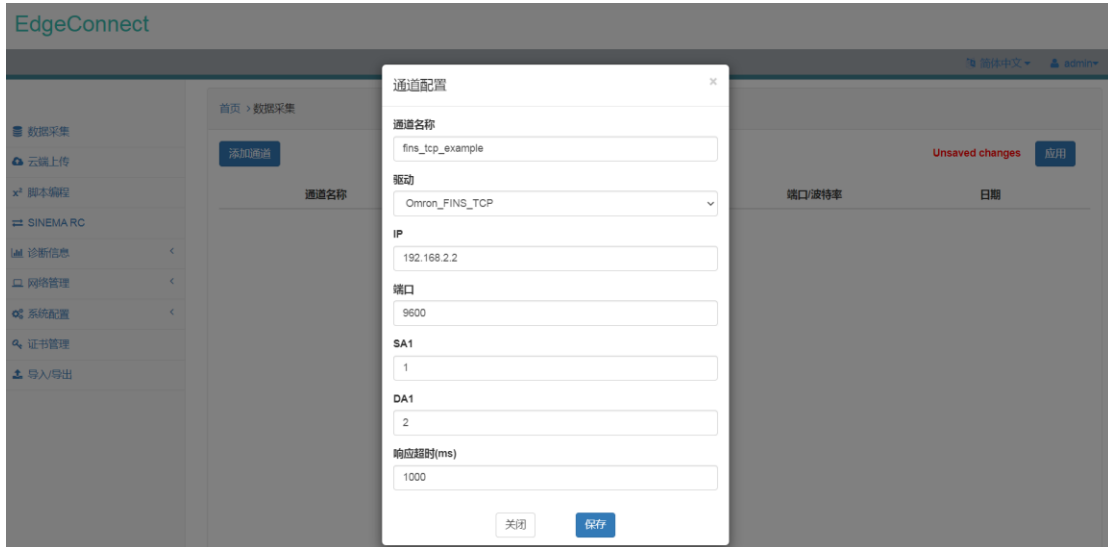 EdgeConnect
简体中文
admin
首页 >数据采集
数据采集
云端上传
x² 脚本编程
SINEMA RC
诊断信息
网络管理
系统配置
证书管理
导入/导出
添加通道
Unsaved changes
应用
通道名称
端口/波特率
日期
通道配置
×
通道名称
fins_tcp_example
驱动
Omron_FINS_TCP
IP
192.168.2.2
端口
9600
SA1
1
DA1
2
响应超时(ms)
1000
关闭
保存